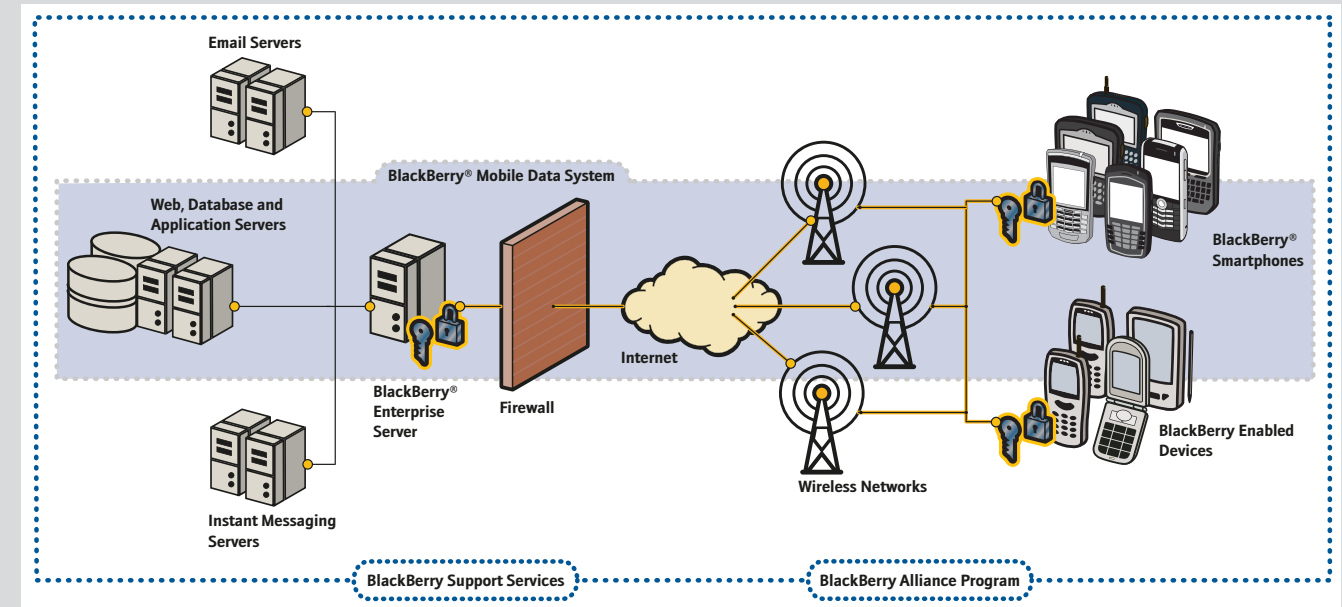 Email Servers
BlackBerry® Mobile Data System
Web, Database and
Application Servers
BlackBerry®
Smartphones
Internet
BlackBerry®
Enterprise
Server
Firewall
BlackBerry Enabled
Devices
Wireless Networks
Instant Messaging
Servers
BlackBerry Support Services
BlackBerry Alliance Program